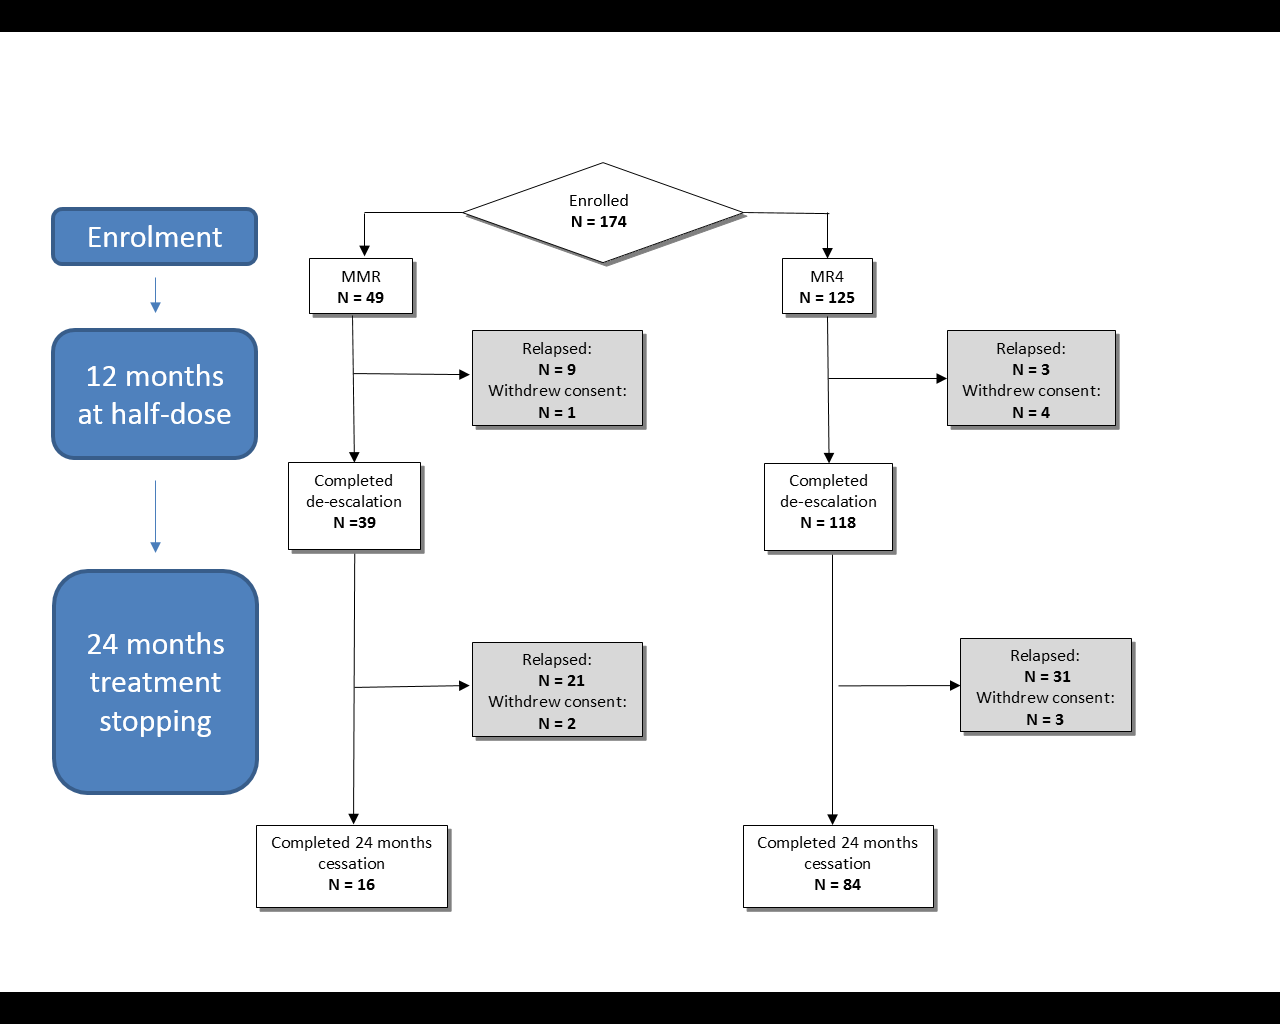 Enrolled
N = 174
Enrolment
MMR
N = 49
MR4
N = 125
12 months
at half-dose
Relapsed:
N = 9
Withdrew consent:
N = 1
Relapsed:
N = 3
Withdrew consent:
N = 4
Completed
de-escalation
N =39
Completed
de-escalation
N = 118
24 months
treatment
stopping
Relapsed:
N = 21
Withdrew consent:
N = 2
Relapsed:
N = 31
Withdrew consent:
N = 3
Completed 24 months
cessation
N = 16
Completed 24 months
cessation
N = 84